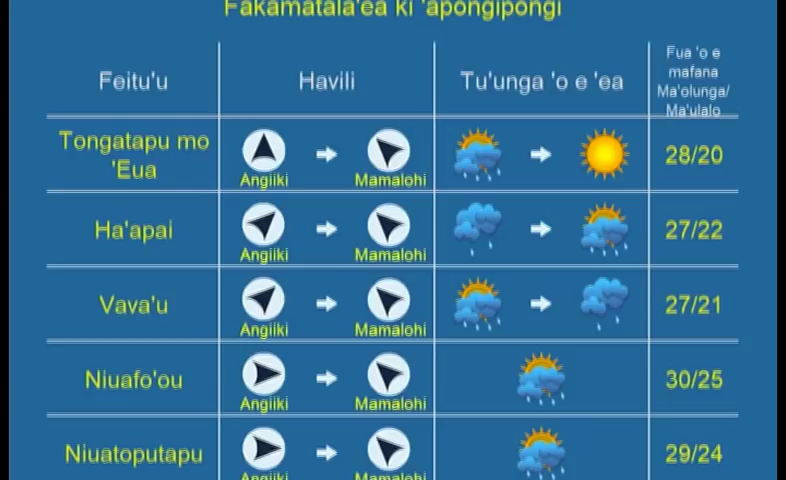 Fakamatala'ea ki 'apongipongi
Feitu'u
Havili
Tu'unga 'o e 'ea
Fua 'o e
mafana
Ma'olunga/
Ma'ulalo
Tongatapu mo
'Eua
Angiiki
Mamalohi
28/20
Ha'apai
Angiiki
Mamalohi
27/22
Vava'u
Angiiki
Mamalohi
27/21
Niuafo'ou
Angiiki
Mamalohi
30/25
Niuatoputapu
Angiiki
Mamalohi
29/24